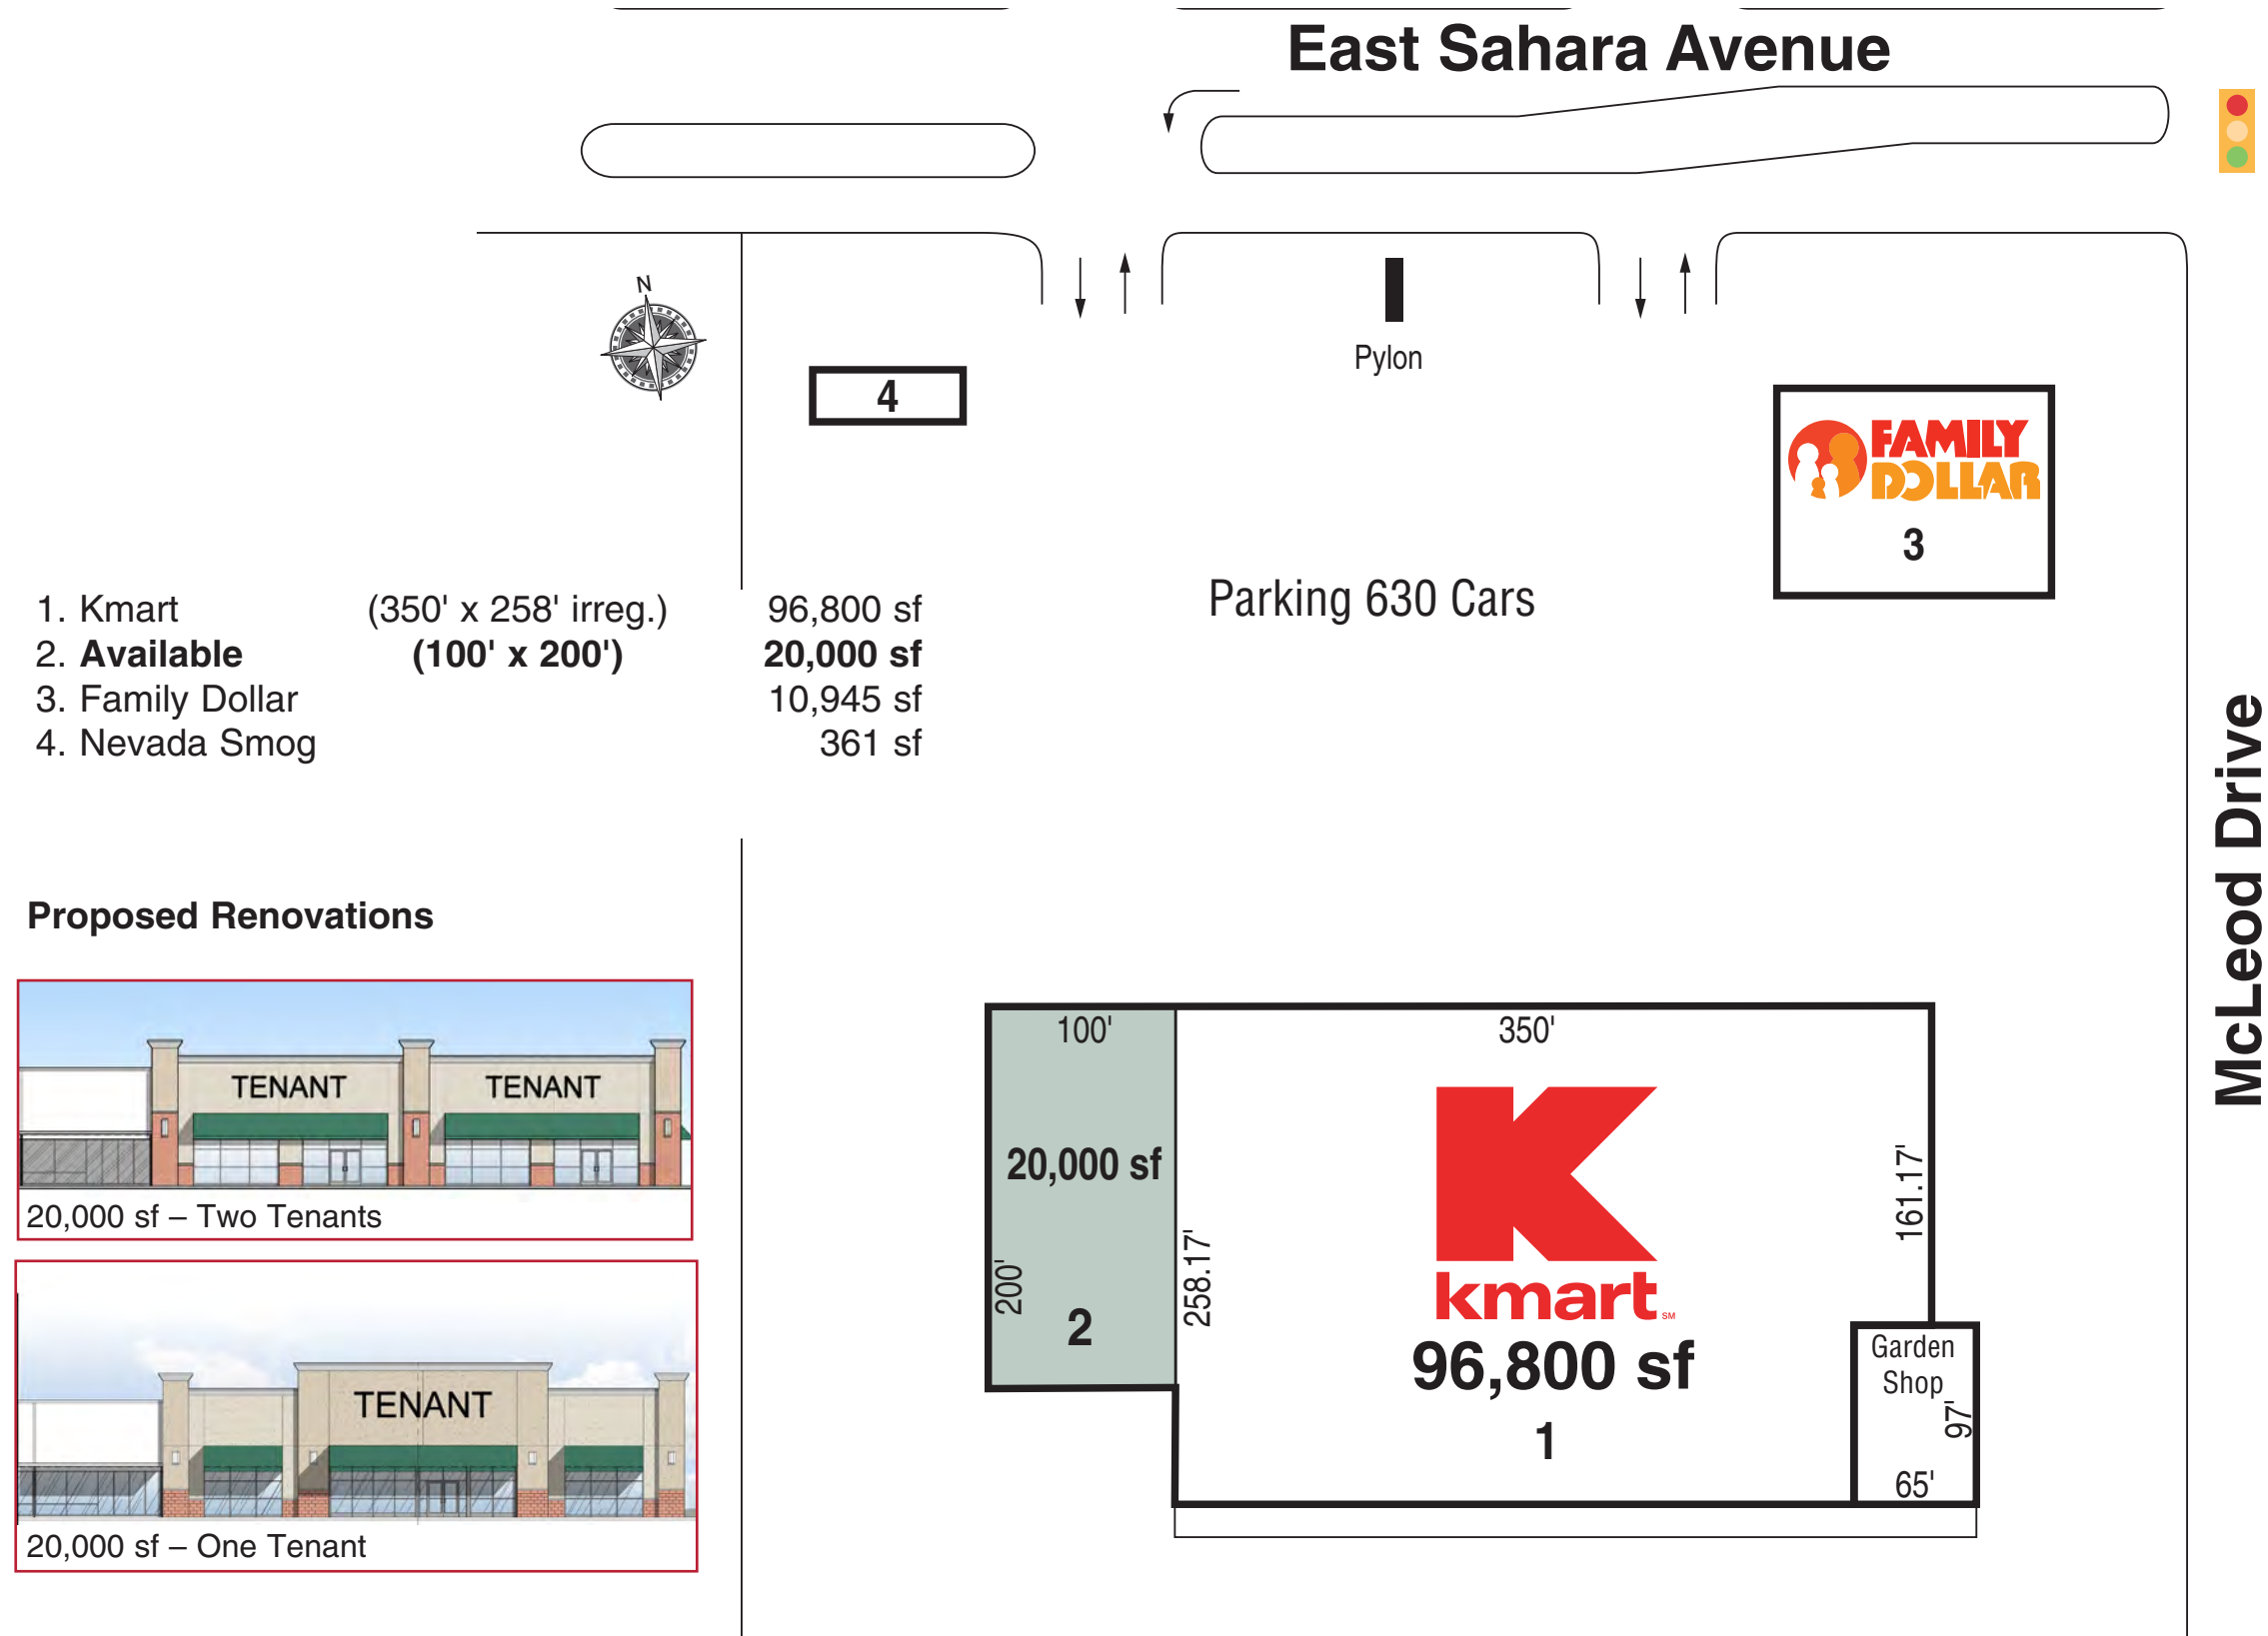 East Sahara Avenue
N
Pylon
4
FAMILY
DOLLAR
3
Parking 630 Cars
1. Kmart (350' x 258' irreg.) 96,800 sf
2. Available (100' x 200') 20,000 sf
3. Family Dollar 10,945 sf
4. Nevada Smog 361 sf
McLeod Drive
Proposed Renovations
TENANT TENANT
20,000 sf – Two Tenants
TENANT
20,000 sf – One Tenant
100'
20,000 sf
200'
2
350'
258.17'
161.17'
K
kmart SM
96,800 sf
1
Garden
Shop
97'
65'